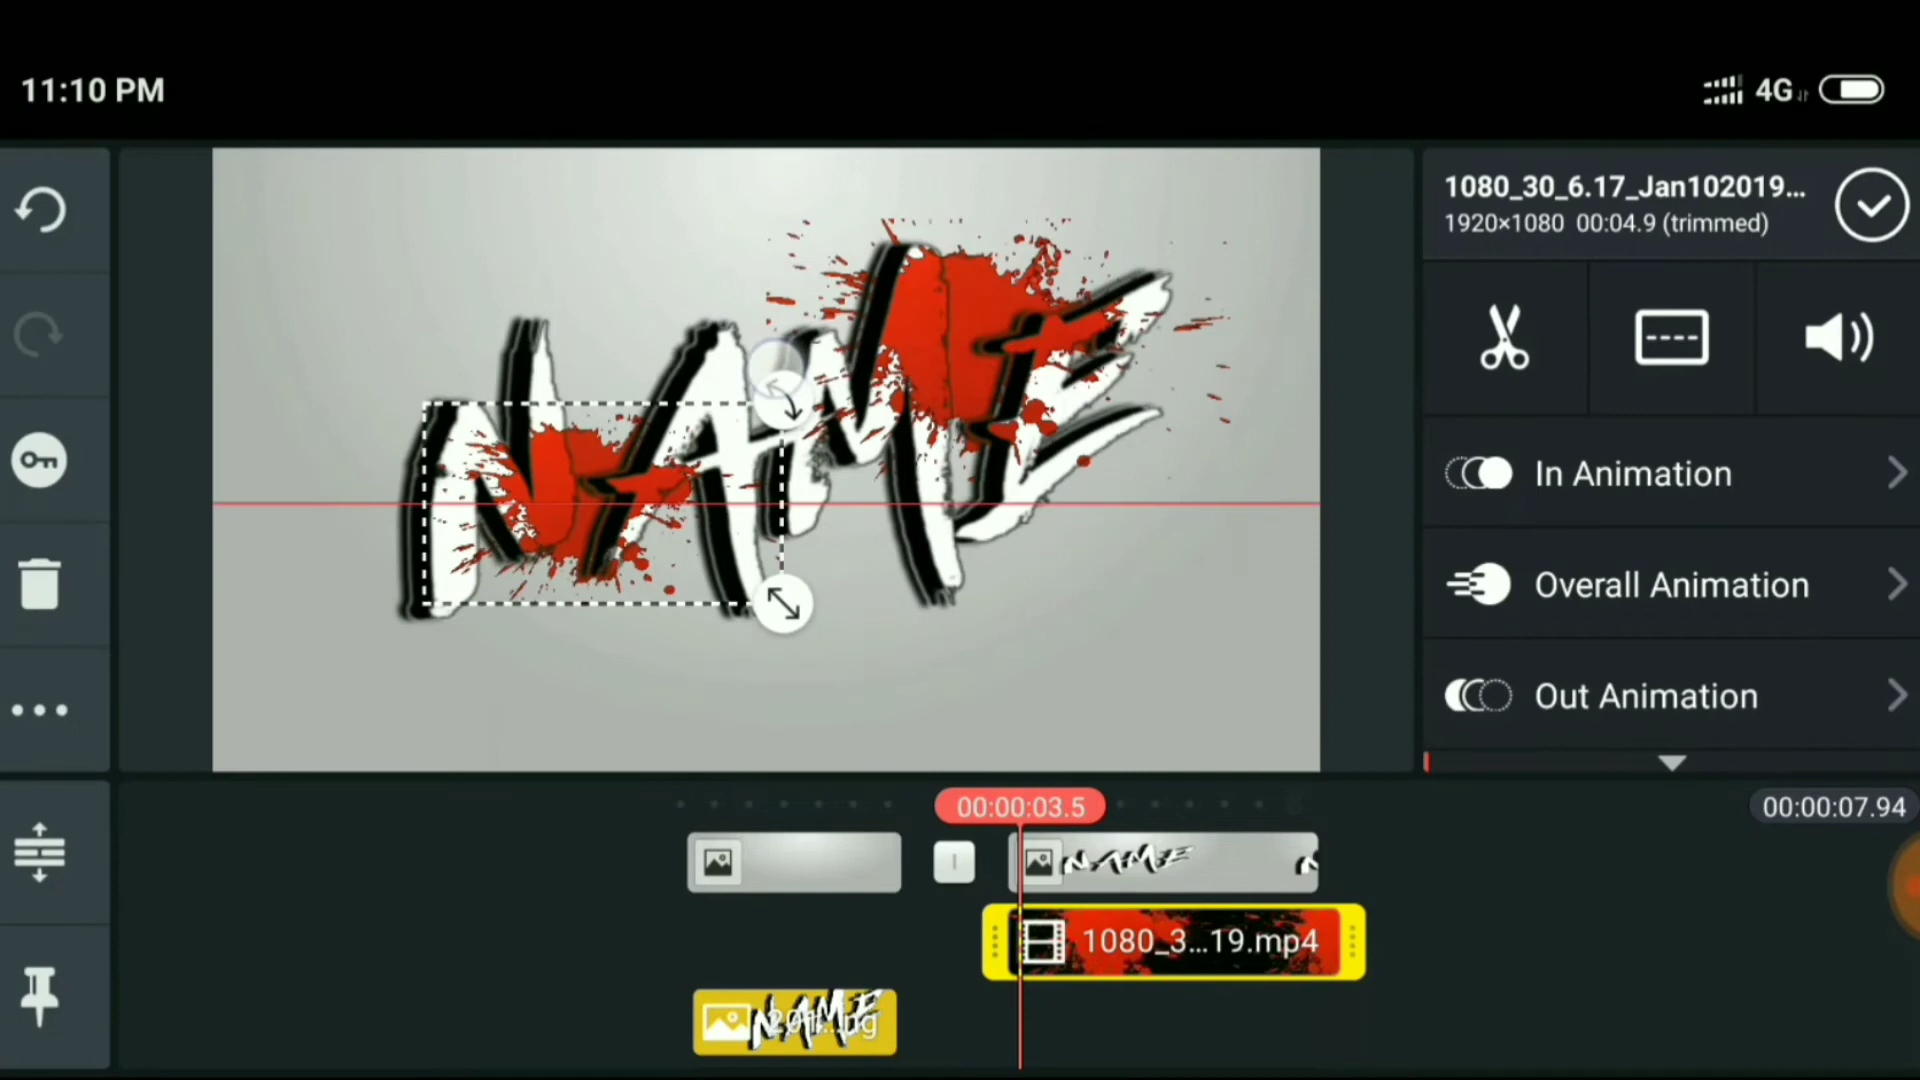 11:10 PM
4G
1080_30_6.17_Jan102019...
1920×1080 00:04.9 (trimmed)
NAME
In Animation
Overall Animation
Out Animation
00:00:03.5
00:00:07.94
NAME
1080_3...19.mp4
NAME